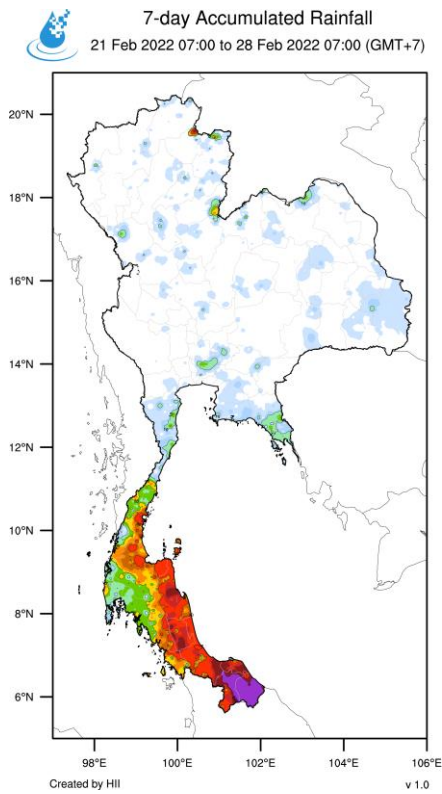 7-day Accumulated Rainfall
21 Feb 2022 07:00 to 28 Feb 2022 07:00 (GMT+7)
20°N
18°N
16°N
14°N
12°N
10°N
8°N
6°N
98°E 100°E 102°E 104°E 106°E
Created by HII v 1.0